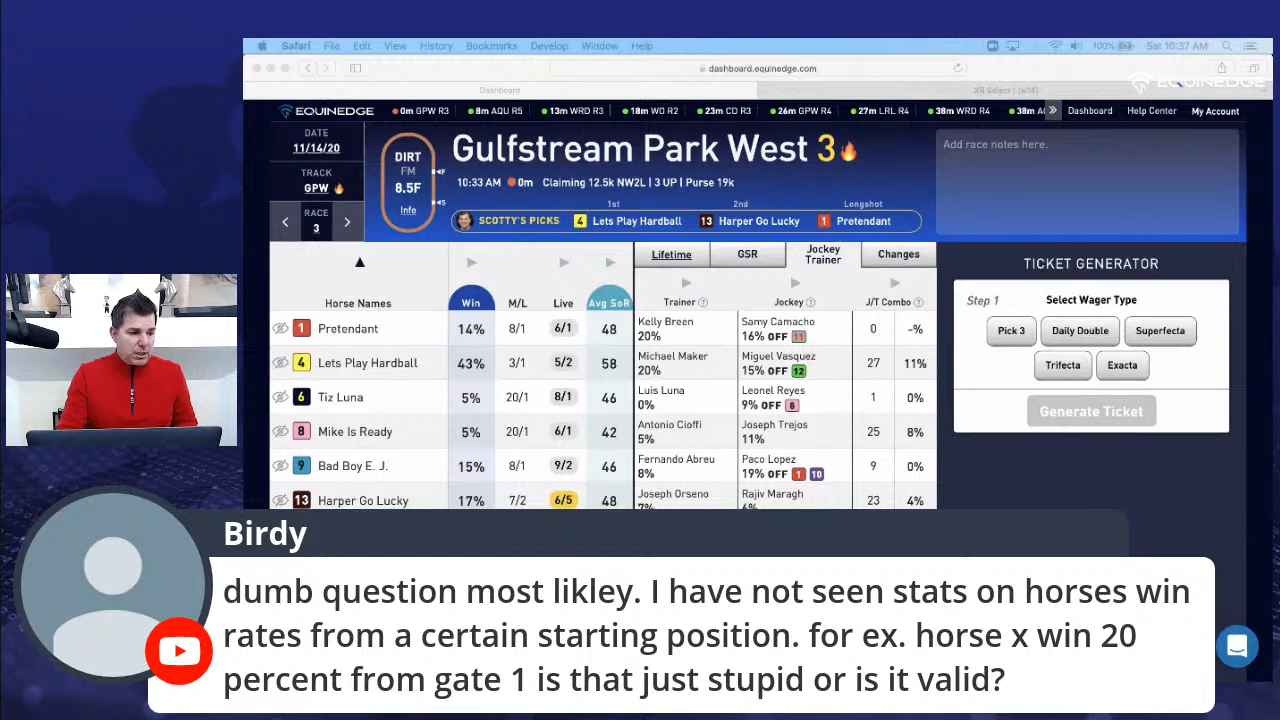 Safari File Edit View History Bookmarks Develop Window Help 100% Sat 10:37 AM
dashboard.equinedge.com
EQUINEDGE
Dashboard
XB Select | (w14)
EQUINEDGE 0m GPW R3 8m AQU R5 13m WRD R3 18m WO R2 23m CD R3 26m GPW R4 27m LRL R4 38m WRD R4 38m » Dashboard Help Center My Account
DATE
11/14/20
TRACK
GPW
RACE
3
DIRT
FM
8.5F
Info
F
S
Gulfstream Park West 3
10:33 AM 0m Claiming 12.5k NW2L | 3 UP | Purse 19k
1st 2nd Longshot
SCOTTY'S PICKS 4 Lets Play Hardball 13 Harper Go Lucky 1 Pretendant
Add race notes here.
Lifetime GSR Jockey Trainer Changes
Horse Names Win M/L Live Avg SoR Trainer ? Jockey ? J/T Combo ?
1 Pretendant 14% 8/1 6/1 48 Kelly Breen 20% Samy Camacho 16% OFF 11 0 -%
4 Lets Play Hardball 43% 3/1 5/2 58 Michael Maker 20% Miguel Vasquez 15% OFF 12 27 11%
6 Tiz Luna 5% 20/1 8/1 46 Luis Luna 0% Leonel Reyes 9% OFF 8 1 0%
8 Mike Is Ready 5% 20/1 6/1 42 Antonio Cioffi 5% Joseph Trejos 11% 25 8%
9 Bad Boy E. J. 15% 8/1 9/2 46 Fernando Abreu 8% Paco Lopez 19% OFF 1 10 9 0%
13 Harper Go Lucky 17% 7/2 6/5 48 Joseph Orseno Rajiv Maragh 23 4%
TICKET GENERATOR
Step 1 Select Wager Type
Pick 3 Daily Double Superfecta
Trifecta Exacta
Generate Ticket
Birdy
dumb question most likley. I have not seen stats on horses win
rates from a certain starting position. for ex. horse x win 20
percent from gate 1 is that just stupid or is it valid?